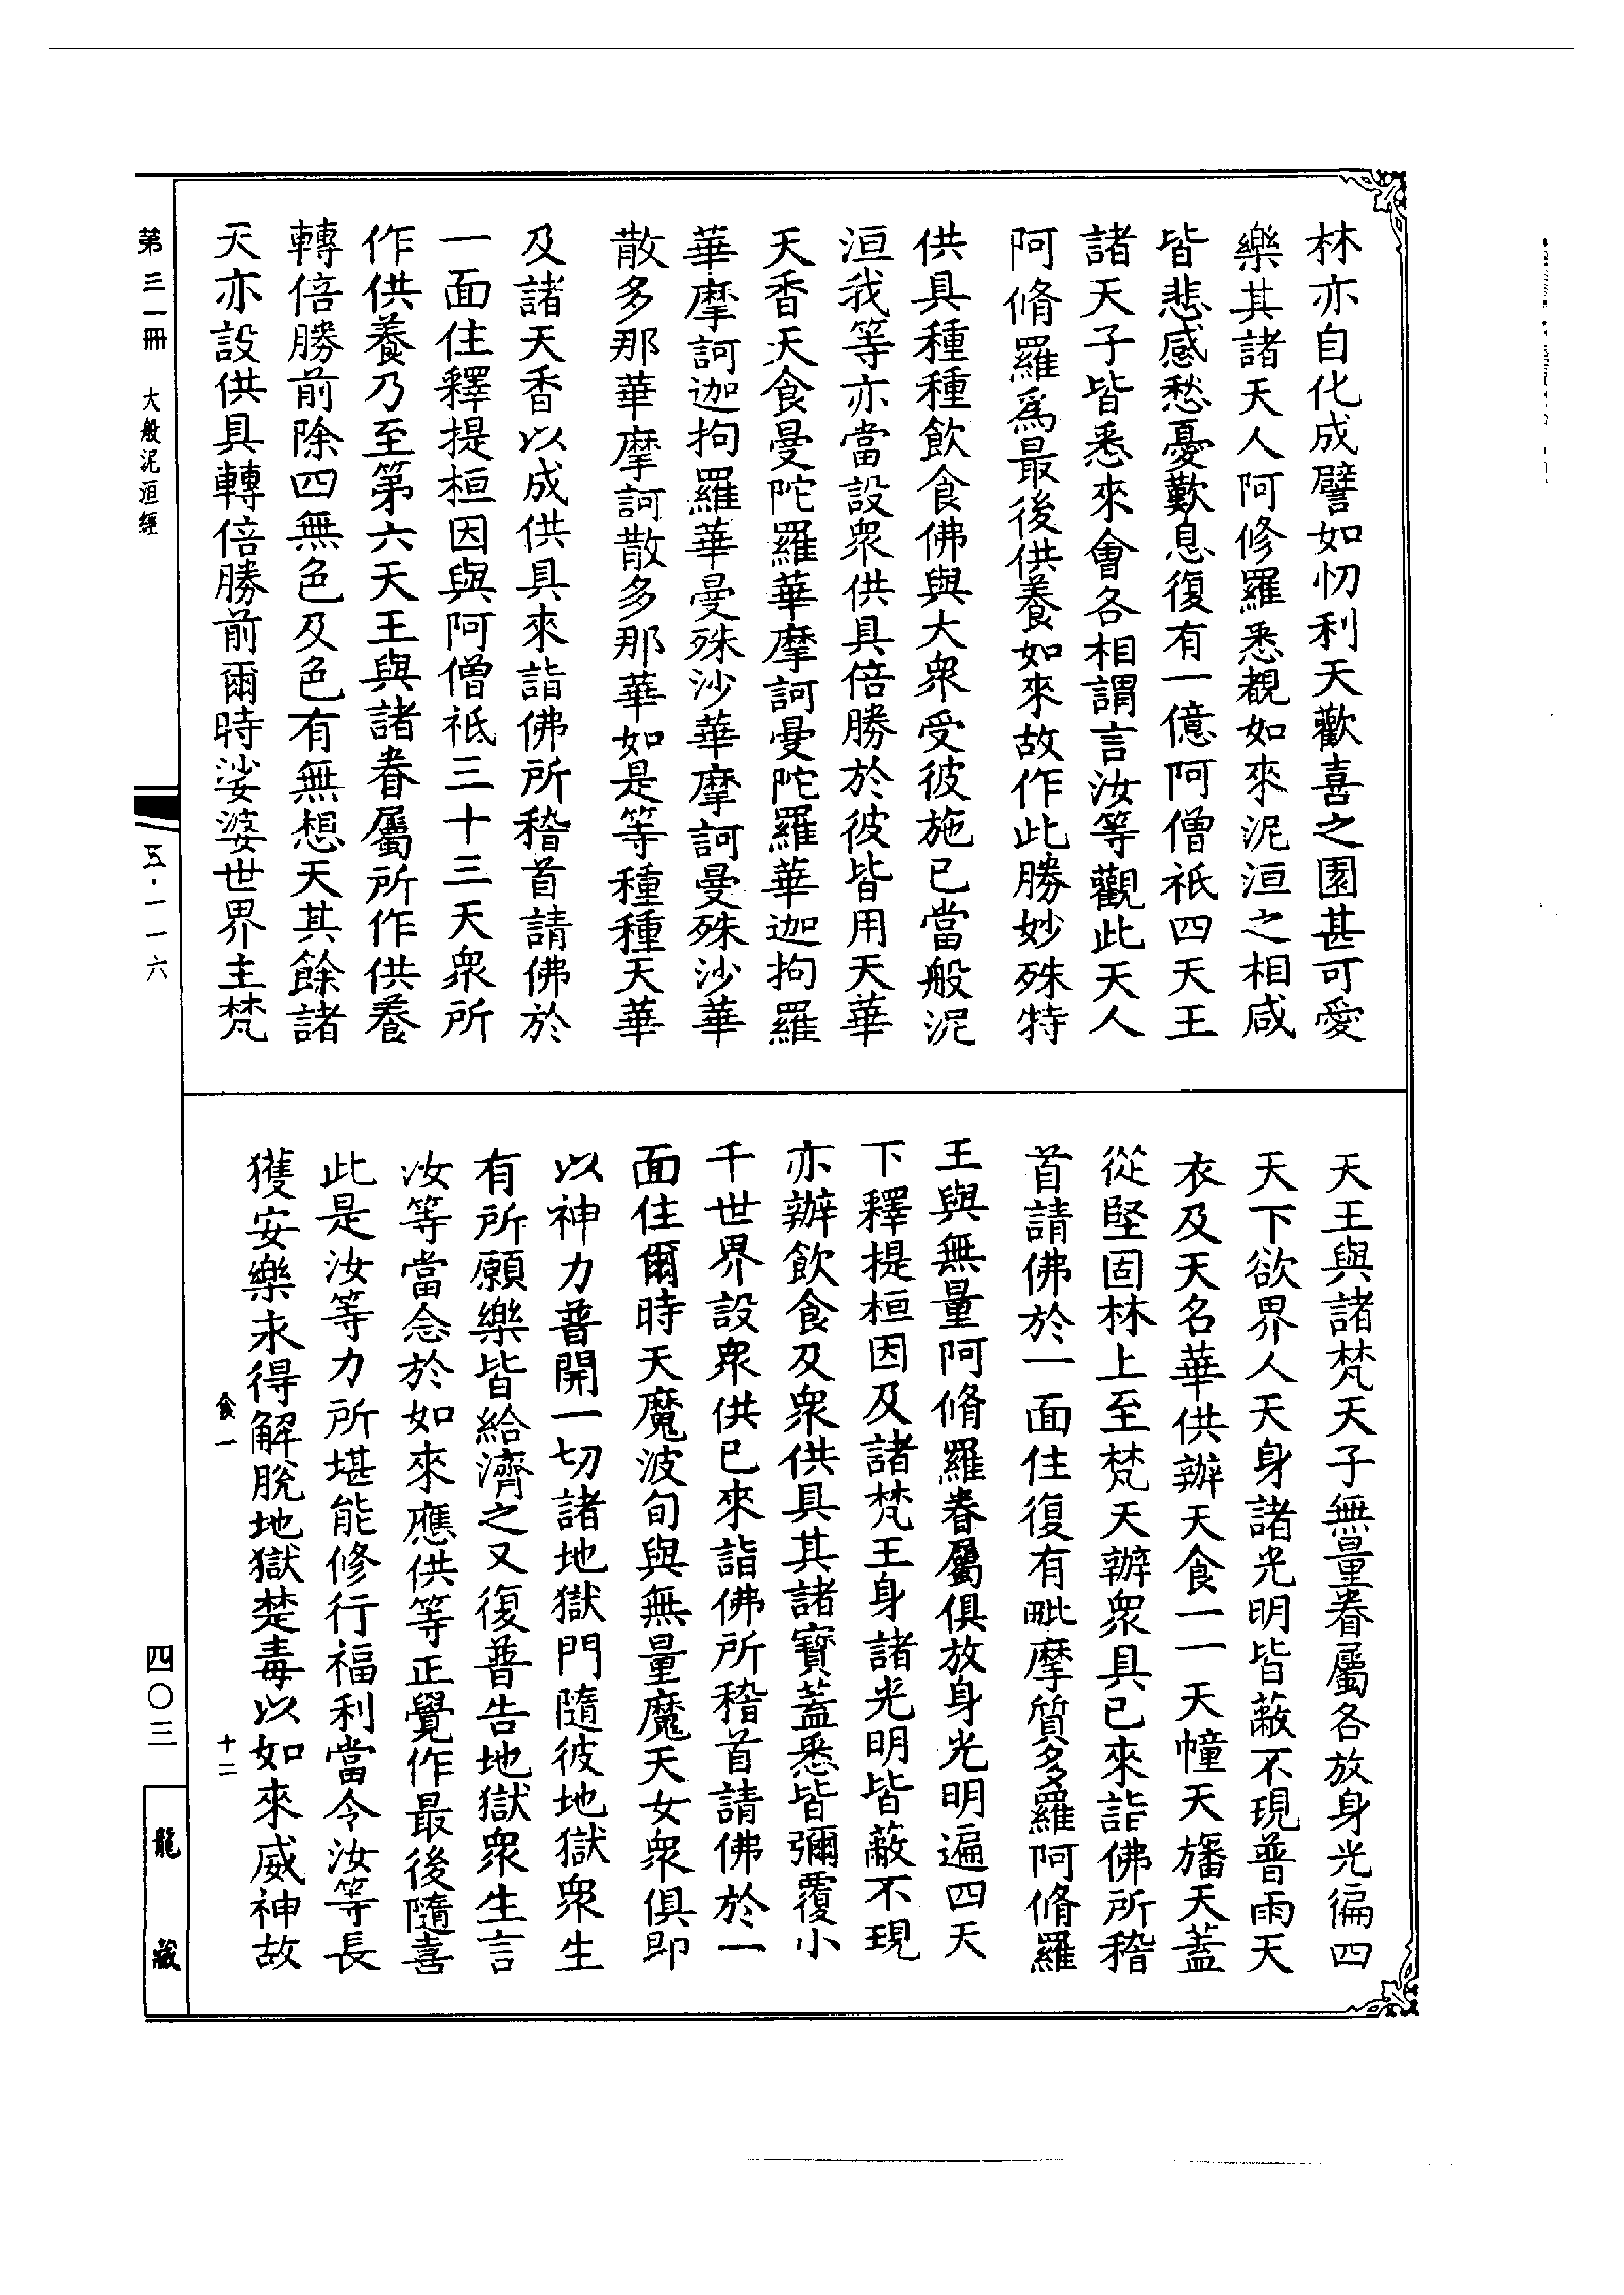 林亦自化成譬如忉利天歡喜之園甚可愛
樂其諸天人阿修羅悉覩如來泥洹之相咸
皆悲感愁憂歎息復有一億阿僧祇四天王
諸天子皆悉來會各相謂言汝等觀此天人
阿脩羅爲最後供養如來故作此勝妙殊特
供具種種飲食佛與大衆受彼施已當般泥
洹我等亦當設衆供具倍勝於彼皆用天華
天香天食曼陀羅華摩訶曼陀羅華迦拘羅
華摩訶迦拘羅華曼殊沙華摩訶曼殊沙華
散多那華摩訶散多那華如是等種種天華
及諸天香以成供具來詣佛所稽首請佛於
一面住釋提桓因與阿僧祇三十三天衆所
作供養乃至第六天王與諸眷屬所作供養
轉倍勝前除四無色及色有無想天其餘諸
天亦設供具轉倍勝前爾時娑婆世界主梵
天王與諸梵天子無量眷屬各放身光徧四
天下欲界人天身諸光明皆蔽不現普雨天
衣及天名華供辦天食一一天幢天旛天蓋
從堅固林上至梵天辦衆具已來詣佛所稽
首請佛於一面住復有毗摩質多羅阿脩羅
王與無量阿脩羅眷屬俱放身光明遍四天
下釋提桓因及諸梵王身諸光明皆蔽不現
亦辦飲食及衆供具其諸寶蓋悉皆彌覆小
千世界設衆供已來詣佛所稽首請佛於一
面住爾時天魔波旬與無量魔天女衆俱即
以神力普開一切諸地獄門隨彼地獄衆生
有所願樂皆給濟之又復普告地獄衆生言
汝等當念於如來應供等正覺作最後隨喜
此是汝等力所堪能修行福利當令汝等長
獲安樂永得解脫地獄楚毒以如來威神故
食一 十二
第三一冊 大般泥洹經
五·一一六
四〇三
龍藏